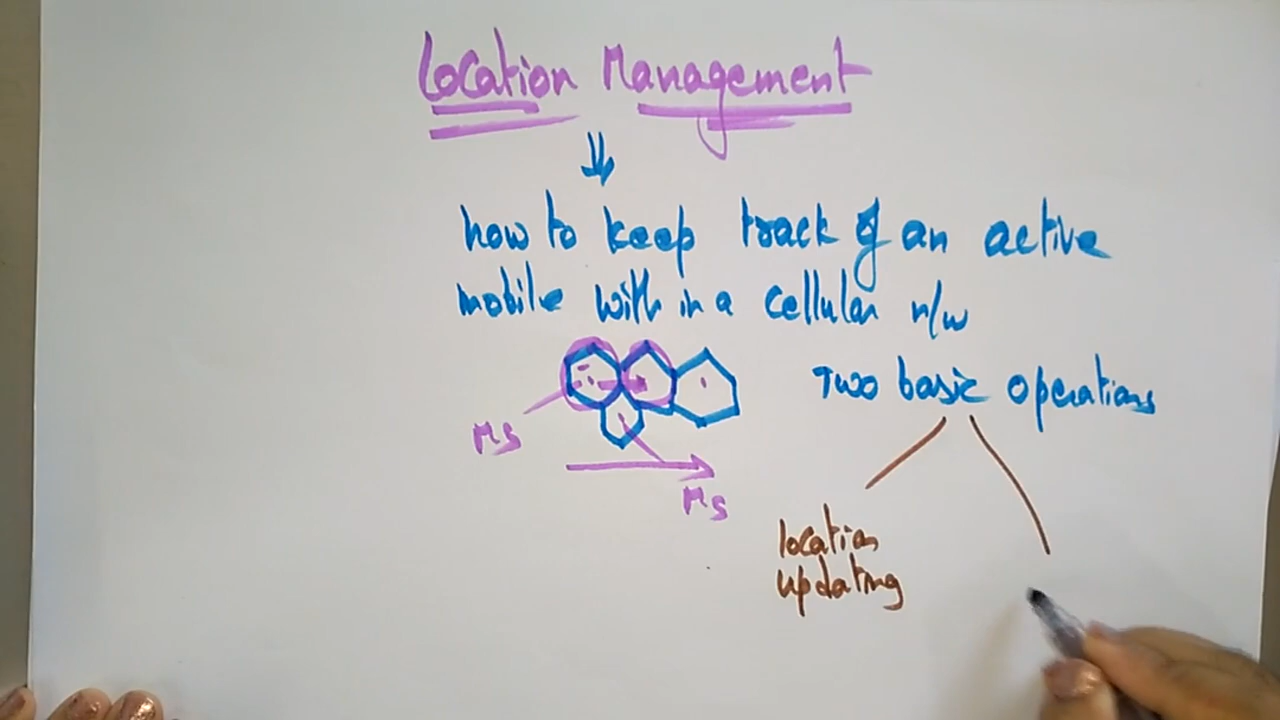 Location Management
how to keep track of an active
mobile with in a cellular n/w
Two basic operations
MS
MS
location
updating